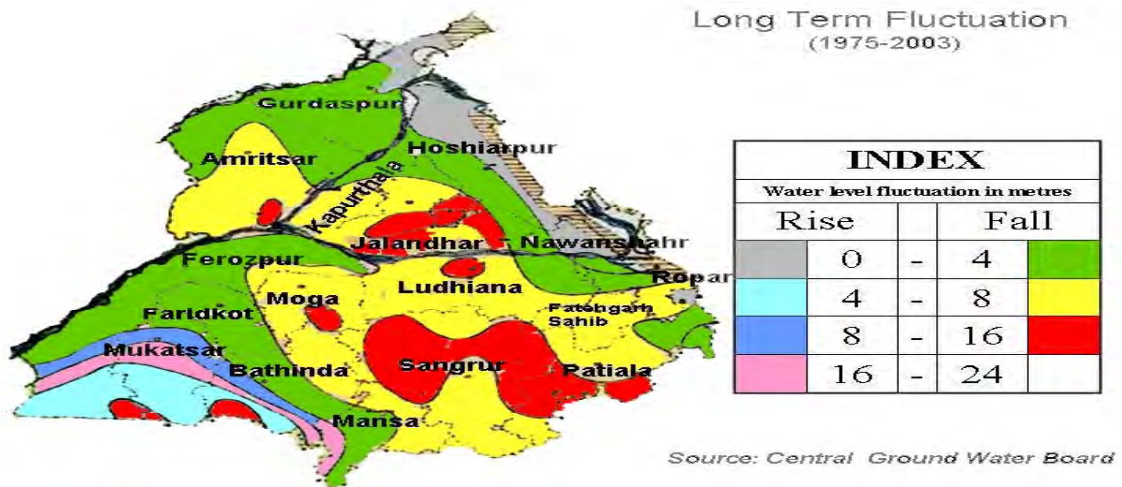 Long Term Fluctuation
(1975-2003)
Gurdaspur
Hoshiarpur
Amritsar
Kapurthala
Jalandhar
Nawanshahr
Ferozpur
Ropar
Ludhiana
Moga
Fatehgarh
Sahib
Faridkot
Mukatsar
Bathinda
Sangrur
Patiala
Mansa
INDEX
Water level fluctuation in metres
Rise Fall
0 - 4
4 - 8
8 - 16
16 - 24
Source: Central Ground Water Board